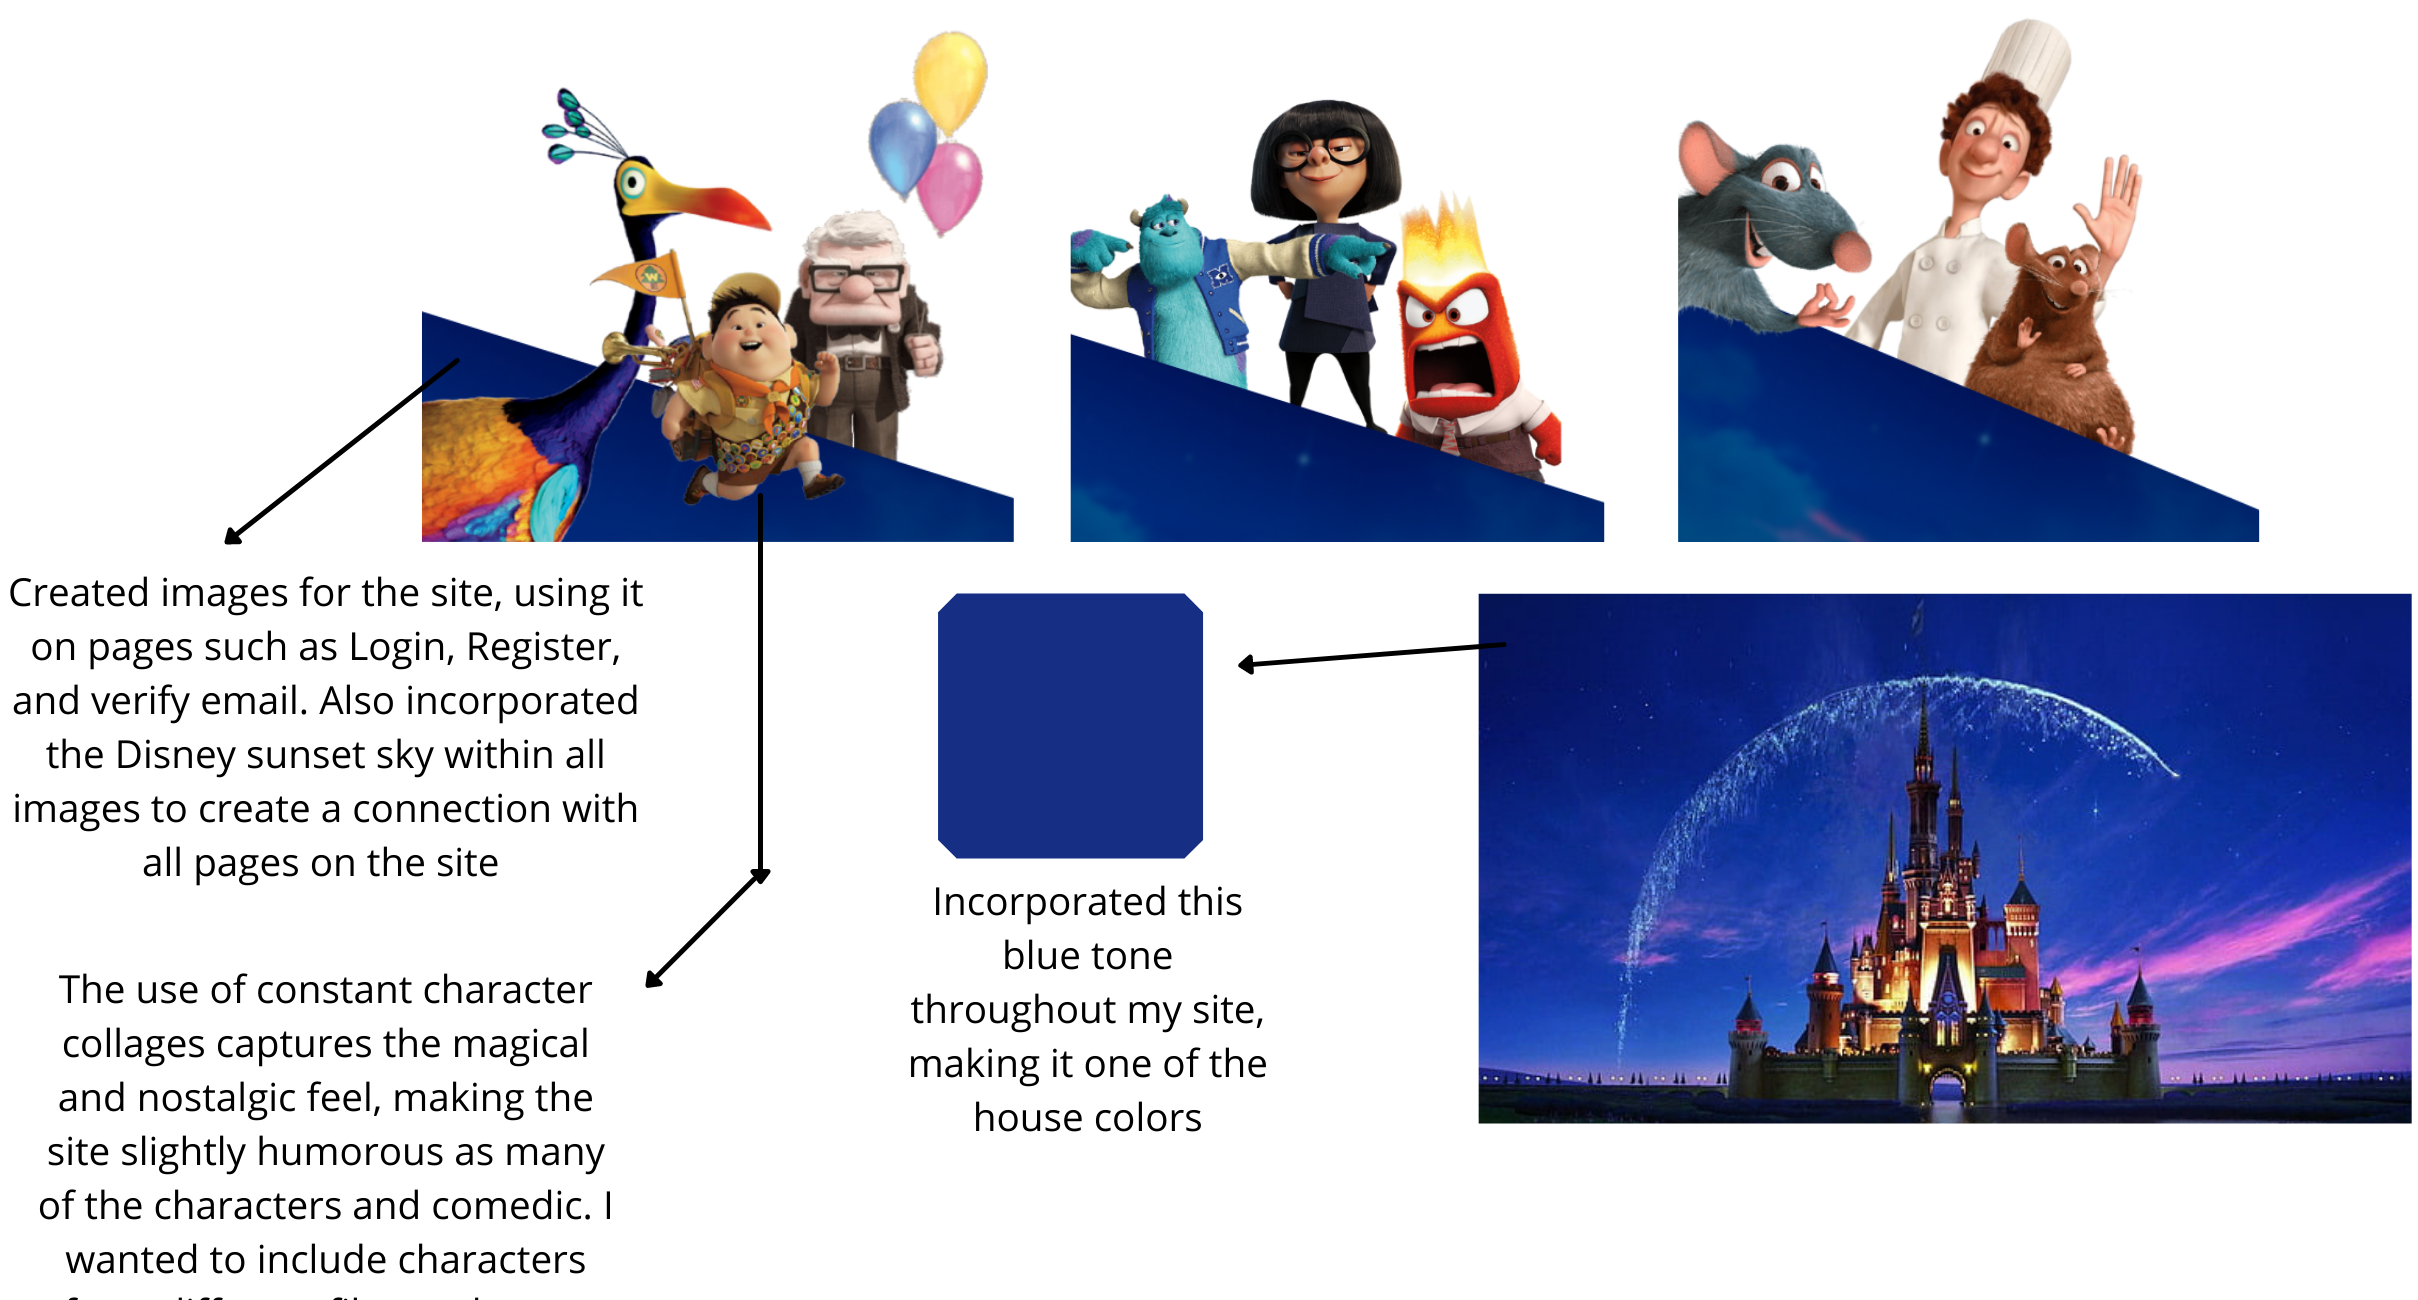 Created images for the site, using it
on pages such as Login, Register,
and verify email. Also incorporated
the Disney sunset sky within all
images to create a connection with
all pages on the site
The use of constant character
collages captures the magical
and nostalgic feel, making the
site slightly humorous as many
of the characters and comedic. I
wanted to include characters
Incorporated this
blue tone
throughout my site,
making it one of the
house colors